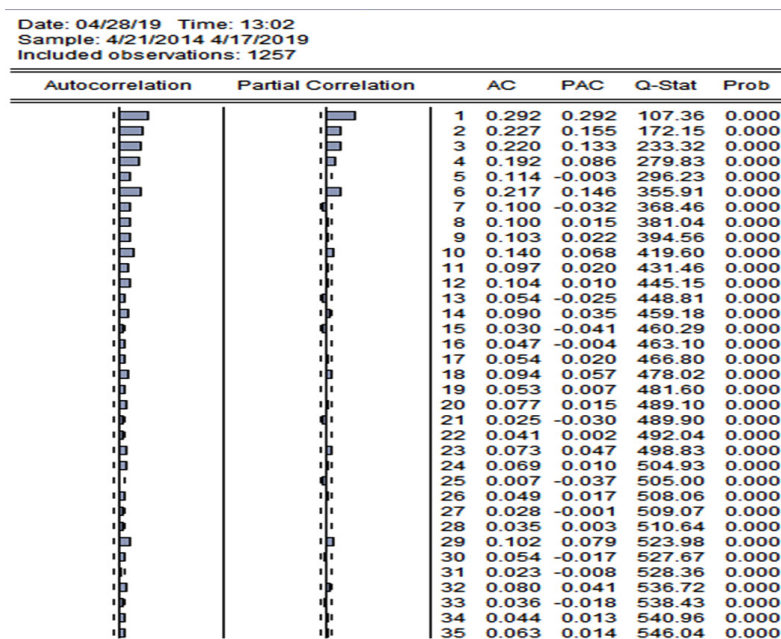 Date: 04/28/19 Time: 13:02
Sample: 4/21/2014 4/17/2019
Included observations: 1257
Autocorrelation Partial Correlation AC PAC Q-Stat Prob
1 0.292 0.292 107.36 0.000
2 0.227 0.155 172.15 0.000
3 0.220 0.133 233.32 0.000
4 0.192 0.086 279.83 0.000
5 0.114 -0.003 296.23 0.000
6 0.217 0.146 355.91 0.000
7 0.100 -0.032 368.46 0.000
8 0.100 0.015 381.04 0.000
9 0.103 0.022 394.56 0.000
10 0.140 0.068 419.60 0.000
11 0.097 0.020 431.46 0.000
12 0.104 0.010 445.15 0.000
13 0.054 -0.025 448.81 0.000
14 0.090 0.035 459.18 0.000
15 0.030 -0.041 460.29 0.000
16 0.047 -0.004 463.10 0.000
17 0.054 0.020 466.80 0.000
18 0.094 0.057 478.02 0.000
19 0.053 0.007 481.60 0.000
20 0.077 0.015 489.10 0.000
21 0.025 -0.030 489.90 0.000
22 0.041 0.002 492.04 0.000
23 0.073 0.047 498.83 0.000
24 0.069 0.010 504.93 0.000
25 0.007 -0.037 505.00 0.000
26 0.049 0.017 508.06 0.000
27 0.028 -0.001 509.07 0.000
28 0.035 0.003 510.64 0.000
29 0.102 0.079 523.98 0.000
30 0.054 -0.017 527.67 0.000
31 0.023 -0.008 528.36 0.000
32 0.080 0.041 536.72 0.000
33 0.036 -0.018 538.43 0.000
34 0.044 0.013 540.96 0.000
35 0.063 0.014 546.04 0.000